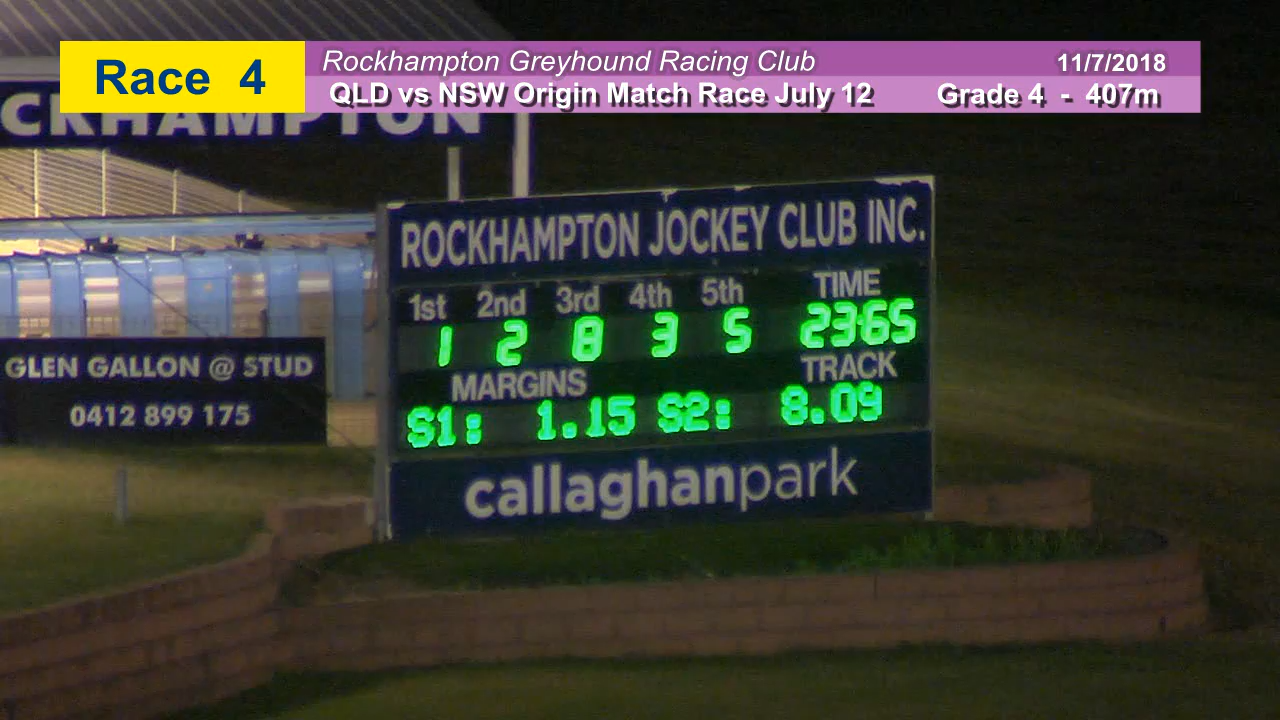 Race 4
Rockhampton Greyhound Racing Club
11/7/2018
QLD vs NSW Origin Match Race July 12
Grade 4 - 407m
CKHAMPTON
ROCKHAMPTON JOCKEY CLUB INC.
1st 2nd 3rd 4th 5th TIME
1 2 8 3 5 23:65
MARGINS TRACK
S1: 1.15 S2: 8.09
callaghanpark
GLEN GALLON @ STUD
0412 899 175